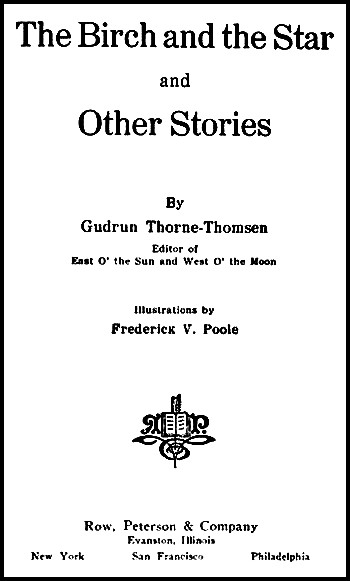 The Birch and the Star
and
Other Stories
By
Gudrun Thorne-Thomsen
Editor of
East O' the Sun and West O' the Moon
Illustrations by
Frederick V. Poole
Row, Peterson & Company
Evanston, Illinois
New York San Francisco Philadelphia